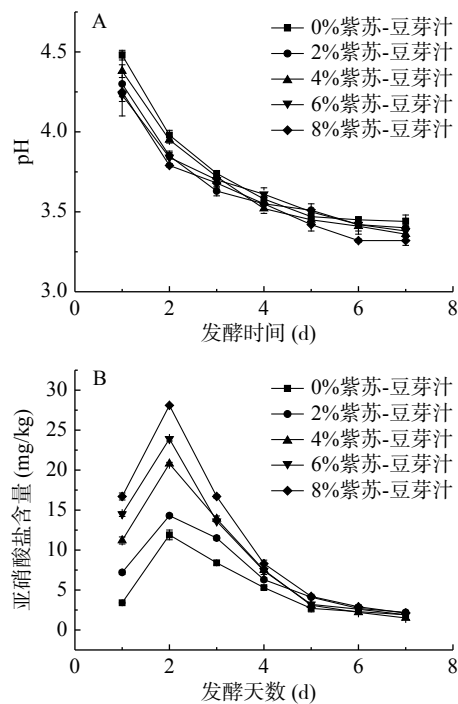 A
0%紫苏-豆芽汁
2%紫苏-豆芽汁
4%紫苏-豆芽汁
6%紫苏-豆芽汁
8%紫苏-豆芽汁
4.5
4.0
3.5
3.0
pH
0 2 4 6 8
发酵时间 (d)
B
0%紫苏-豆芽汁
2%紫苏-豆芽汁
4%紫苏-豆芽汁
6%紫苏-豆芽汁
8%紫苏-豆芽汁
30
25
20
15
10
5
0
亚硝酸盐含量 (mg/kg)
0 2 4 6 8
发酵天数 (d)